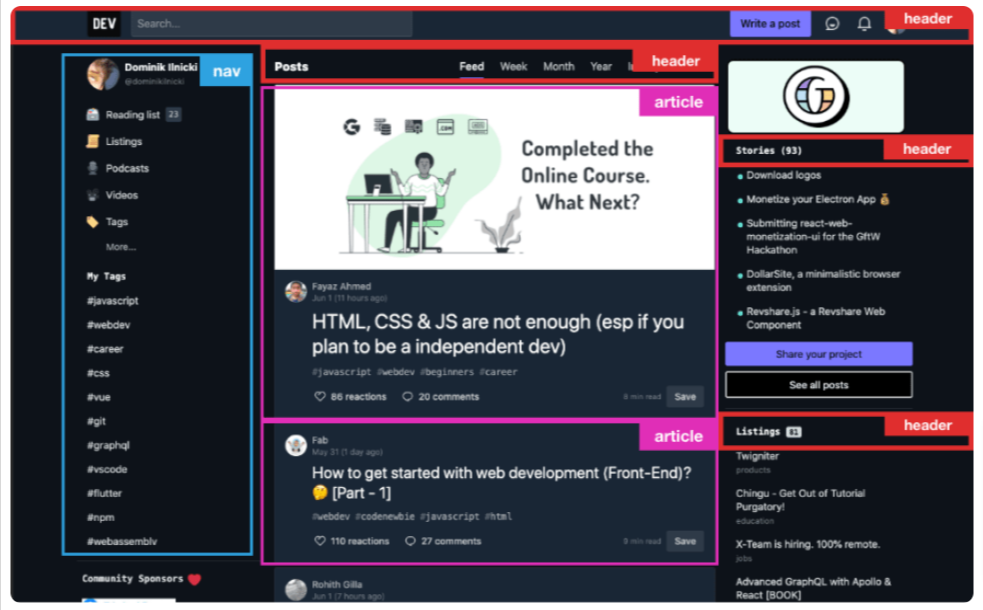 DEV
Search...
Write a post
header
Dominik Ilnicki
@dominikilnicki
nav
Reading list 23
Listings
Podcasts
Videos
Tags
More...
My Tags
#javascript
#webdev
#career
#css
#vue
#git
#graphql
#vscode
#flutter
#npm
#webassembly
Community Sponsors
Posts
Feed Week Month Year
header
article
.COM
Completed the
Online Course.
What Next?
Fayaz Ahmed
Jun 1 (11 hours ago)
HTML, CSS & JS are not enough (esp if you
plan to be a independent dev)
#javascript #webdev #beginners #career
86 reactions 20 comments
9 min read Save
article
Fab
May 31 (1 day ago)
How to get started with web development (Front-End)?
🤔 [Part - 1]
#webdev #codenewbie #javascript #html
110 reactions 27 comments
9 min read Save
Rohith Gilla
Jun 1 (7 hours ago)
Stories (93)
header
Download logos
Monetize your Electron App 💰
Submitting react-web-
monetization-ui for the GftW
Hackathon
DollarSite, a minimalistic browser
extension
Revshare.js - a Revshare Web
Component
Share your project
See all posts
Listings 81
header
Twigniter
products
Chingu - Get Out of Tutorial
Purgatory!
education
X-Team is hiring. 100% remote.
jobs
Advanced GraphQL with Apollo &
React [BOOK]